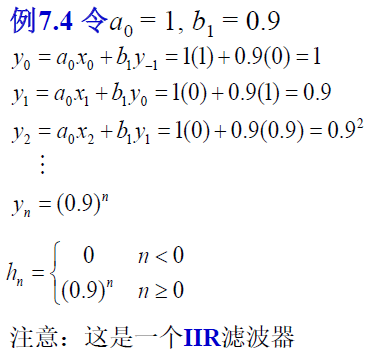 例7.4 令a₀ = 1, b₁ = 0.9
y₀ = a₀x₀ + b₁y₋₁ = 1(1) + 0.9(0) = 1
y₁ = a₀x₁ + b₁y₀ = 1(0) + 0.9(1) = 0.9
y₂ = a₀x₂ + b₁y₁ = 1(0) + 0.9(0.9) = 0.9²
⋮
yₙ = (0.9)ⁿ
hₙ = { 0 n < 0
(0.9)ⁿ n ≥ 0
注意：这是一个IIR滤波器